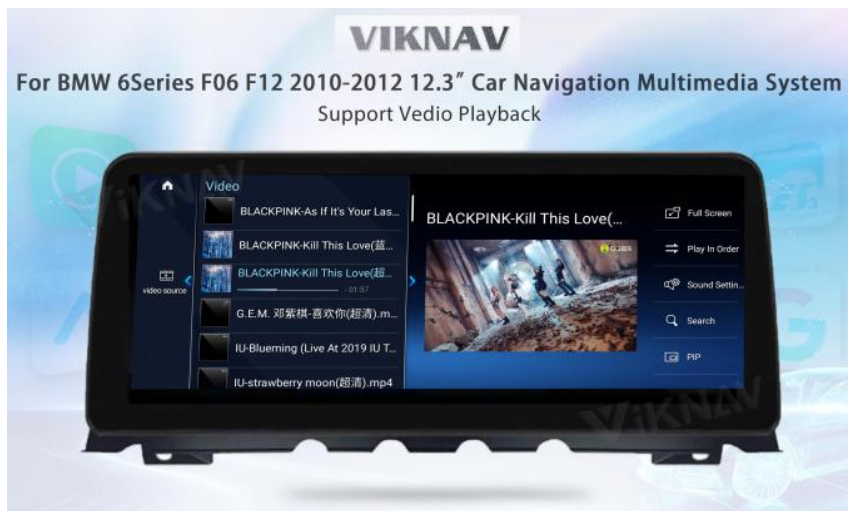 VIKNAV
For BMW 6Series F06 F12 2010-2012 12.3” Car Navigation Multimedia System
Support Vedio Playback
Video
BLACKPINK-As If It's Your Las...
BLACKPINK-Kill This Love(蓝...
BLACKPINK-Kill This Love(超...
-01:57
G.E.M. 邓紫棋-喜欢你(超清).m...
IU-Blueming (Live At 2019 IU T...
IU-strawberry moon(超清).mp4
video source
BLACKPINK-Kill This Love(...
Full Screen
Play In Order
Sound Settin...
Search
PIP
ViKNAV
ViKNAV